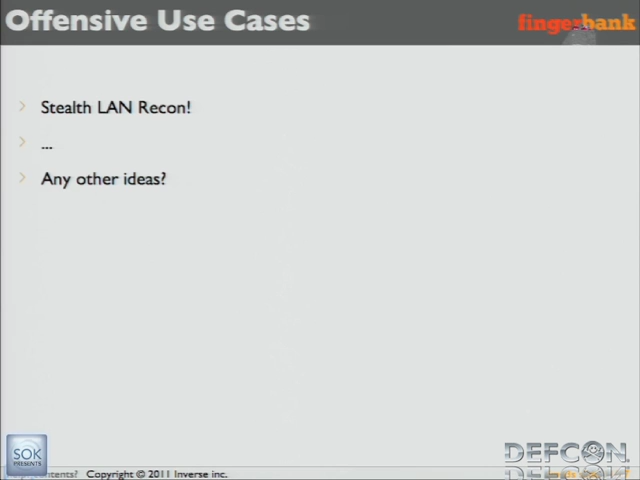 Offensive Use Cases
fingerbank
Stealth LAN Recon!
...
Any other ideas?
SOK
PRESENTS
Copyright © 2011 Inverse inc.
DEFCON